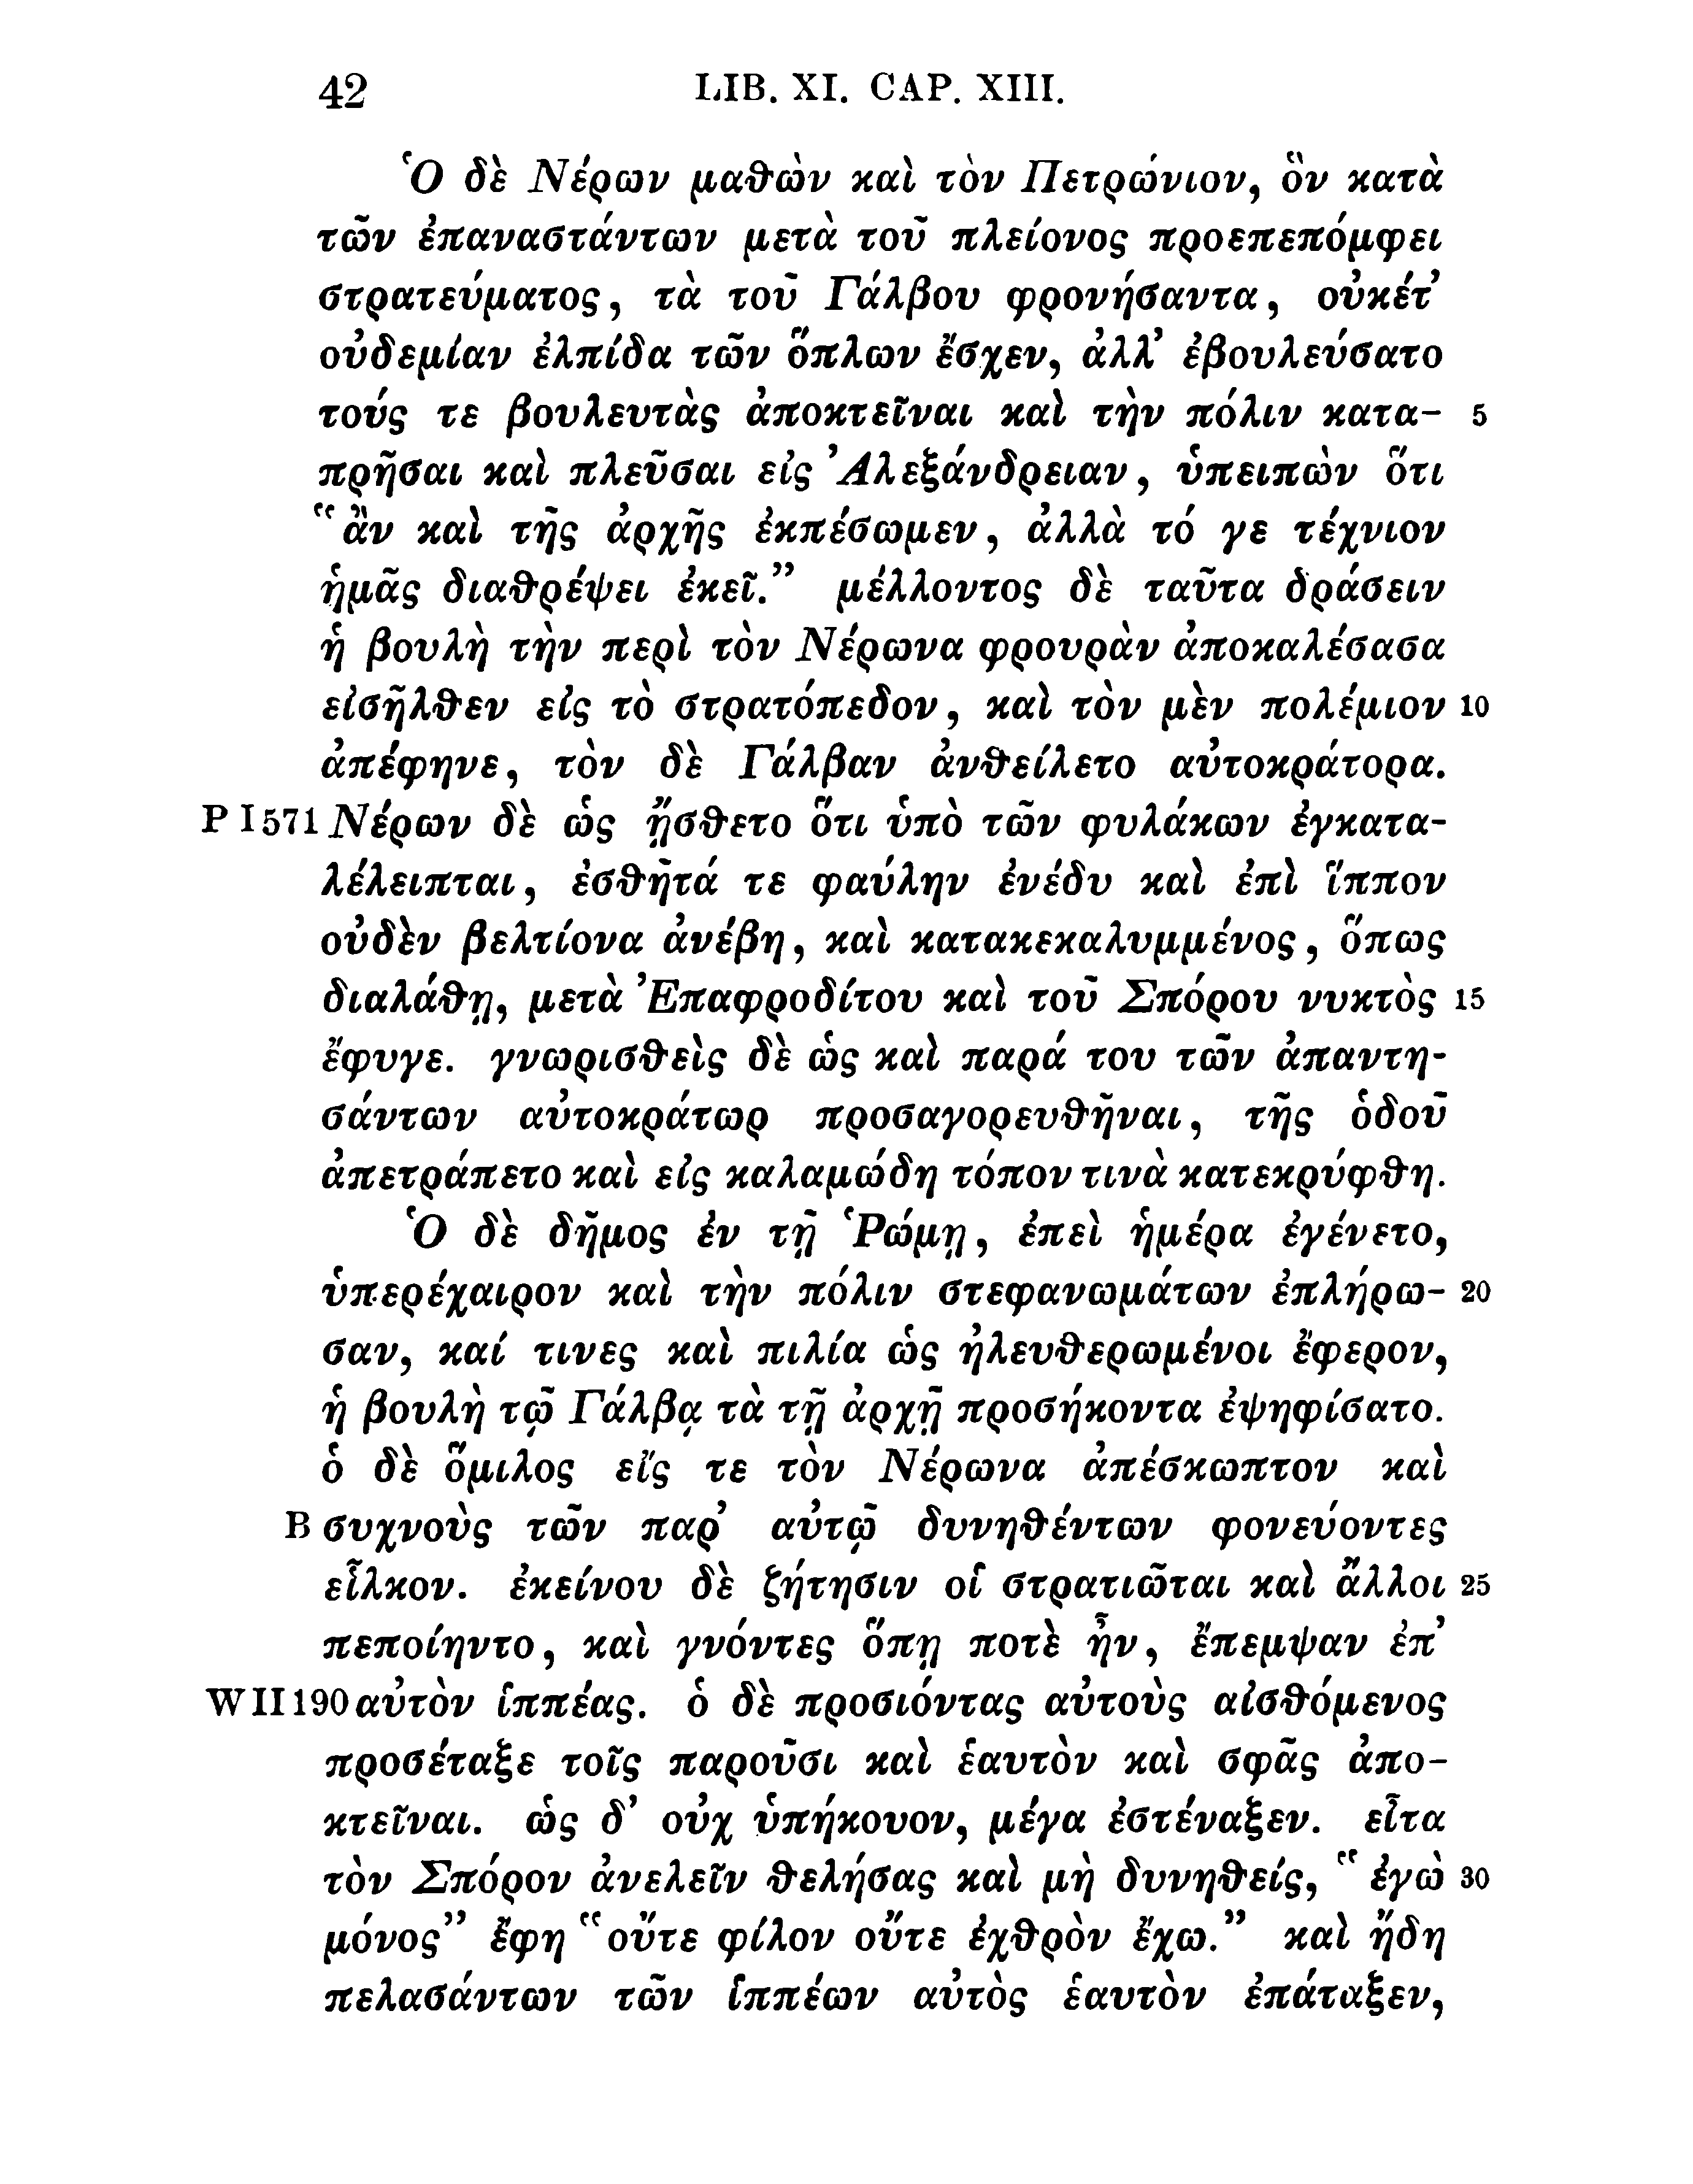 42 LIB. XI. CAP. XIII.
Ὁ δὲ Νέρων μαθὼν καὶ τὸν Πετρώνιον, ὃν κατὰ
τῶν ἐπαναστάντων μετὰ τοῦ πλείονος προεπεπόμφει
στρατεύματος, τὰ τοῦ Γάλβου φρονήσαντα, οὐκέτ’
οὐδεμίαν ἐλπίδα τῶν ὅπλων ἔσχεν, ἀλλ’ ἐβουλεύσατο
τούς τε βουλευτὰς ἀποκτεῖναι καὶ τὴν πόλιν κατα- 5
πρῆσαι καὶ πλεῦσαι εἰς Ἀλεξάνδρειαν, ὑπειπὼν ὅτι
“ἂν καὶ τῆς ἀρχῆς ἐκπέσωμεν, ἀλλὰ τό γε τέχνιον
ἡμᾶς διαθρέψει ἐκεῖ.” μέλλοντος δὲ ταῦτα δράσειν
ἡ βουλὴ τὴν περὶ τὸν Νέρωνα φρουρὰν ἀποκαλέσασα
εἰσῆλθεν εἰς τὸ στρατόπεδον, καὶ τὸν μὲν πολέμιον 10
ἀπέφηνε, τὸν δὲ Γάλβαν ἀνθείλετο αὐτοκράτορα.
P I 571 Νέρων δὲ ὡς ᾔσθετο ὅτι ὑπὸ τῶν φυλάκων ἐγκατα-
λέλειπται, ἐσθῆτά τε φαύλην ἐνέδυ καὶ ἐπὶ ἵππον
οὐδὲν βελτίονα ἀνέβη, καὶ κατακεκαλυμμένος, ὅπως
διαλάθῃ, μετὰ Ἐπαφροδίτου καὶ τοῦ Σπόρου νυκτὸς 15
ἔφυγε. γνωρισθεὶς δὲ ὡς καὶ παρά του τῶν ἀπαντη-
σάντων αὐτοκράτωρ προσαγορευθῆναι, τῆς ὁδοῦ
ἀπετράπετο καὶ εἰς καλαμώδη τόπον τινὰ κατεκρύφθη.
Ὁ δὲ δῆμος ἐν τῇ Ῥώμῃ, ἐπεὶ ἡμέρα ἐγένετο,
ὑπερέχαιρον καὶ τὴν πόλιν στεφανωμάτων ἐπλήρω- 20
σαν, καί τινες καὶ πιλία ὡς ἠλευθερωμένοι ἔφερον,
ἡ βουλὴ τῷ Γάλβᾳ τὰ τῇ ἀρχῇ προσήκοντα ἐψηφίσατο.
ὁ δὲ ὅμιλος εἴς τε τὸν Νέρωνα ἀπέσκωπτον καὶ
B συχνοὺς τῶν παρ’ αὐτῷ δυνηθέντων φονεύοντες
εἷλκον. ἐκείνου δὲ ζήτησιν οἱ στρατιῶται καὶ ἄλλοι 25
πεποίηντο, καὶ γνόντες ὅπῃ ποτὲ ἦν, ἔπεμψαν ἐπ’
W II 190 αὐτὸν ἱππέας. ὁ δὲ προσιόντας αὐτοὺς αἰσθόμενος
προσέταξε τοῖς παροῦσι καὶ ἑαυτὸν καὶ σφᾶς ἀπο-
κτεῖναι. ὡς δ’ οὐχ ὑπήκουον, μέγα ἐστέναξεν. εἶτα
τὸν Σπόρον ἀνελεῖν θελήσας καὶ μὴ δυνηθείς, “ἐγὼ 30
μόνος” ἔφη “οὔτε φίλον οὔτε ἐχθρὸν ἔχω.” καὶ ἤδη
πελασάντων τῶν ἱππέων αὐτὸς ἑαυτὸν ἐπάταξεν,